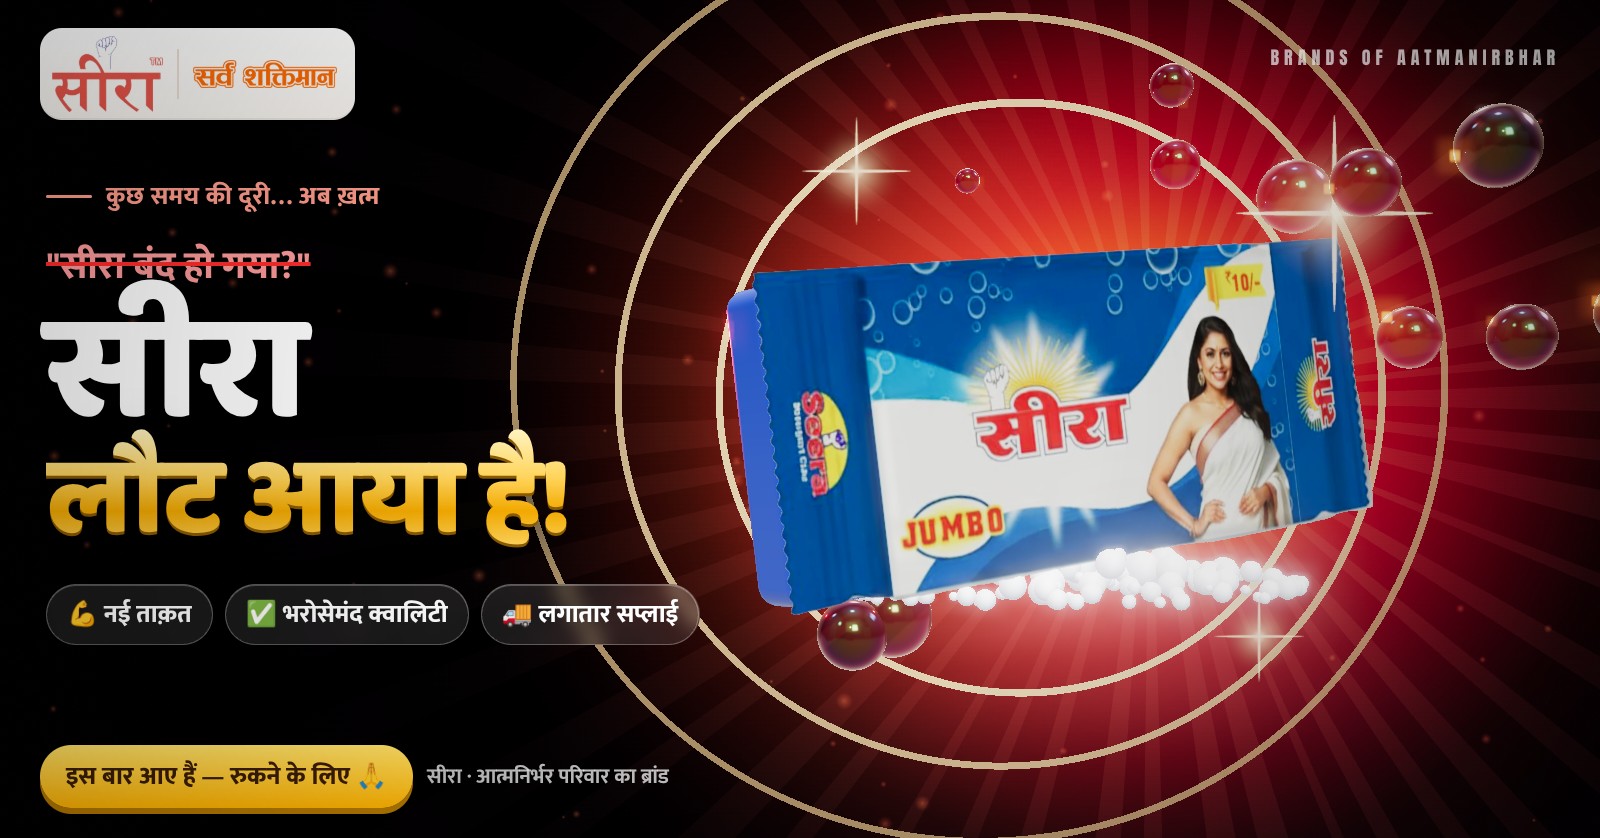 सीरा TM
सर्व शक्तिमान
BRANDS OF AATMANIRBHAR
कुछ समय की दूरी... अब ख़त्म
"सीरा बंद हो गया?"
सीरा
लौट आया है!
💪 नई ताक़त
✅ भरोसेमंद क्वालिटी
🚚 लगातार सप्लाई
इस बार आए हैं — रुकने के लिए 🙏
सीरा · आत्मनिर्भर परिवार का ब्रांड
₹10/-
सीरा
JUMBO
Seera
सीरा